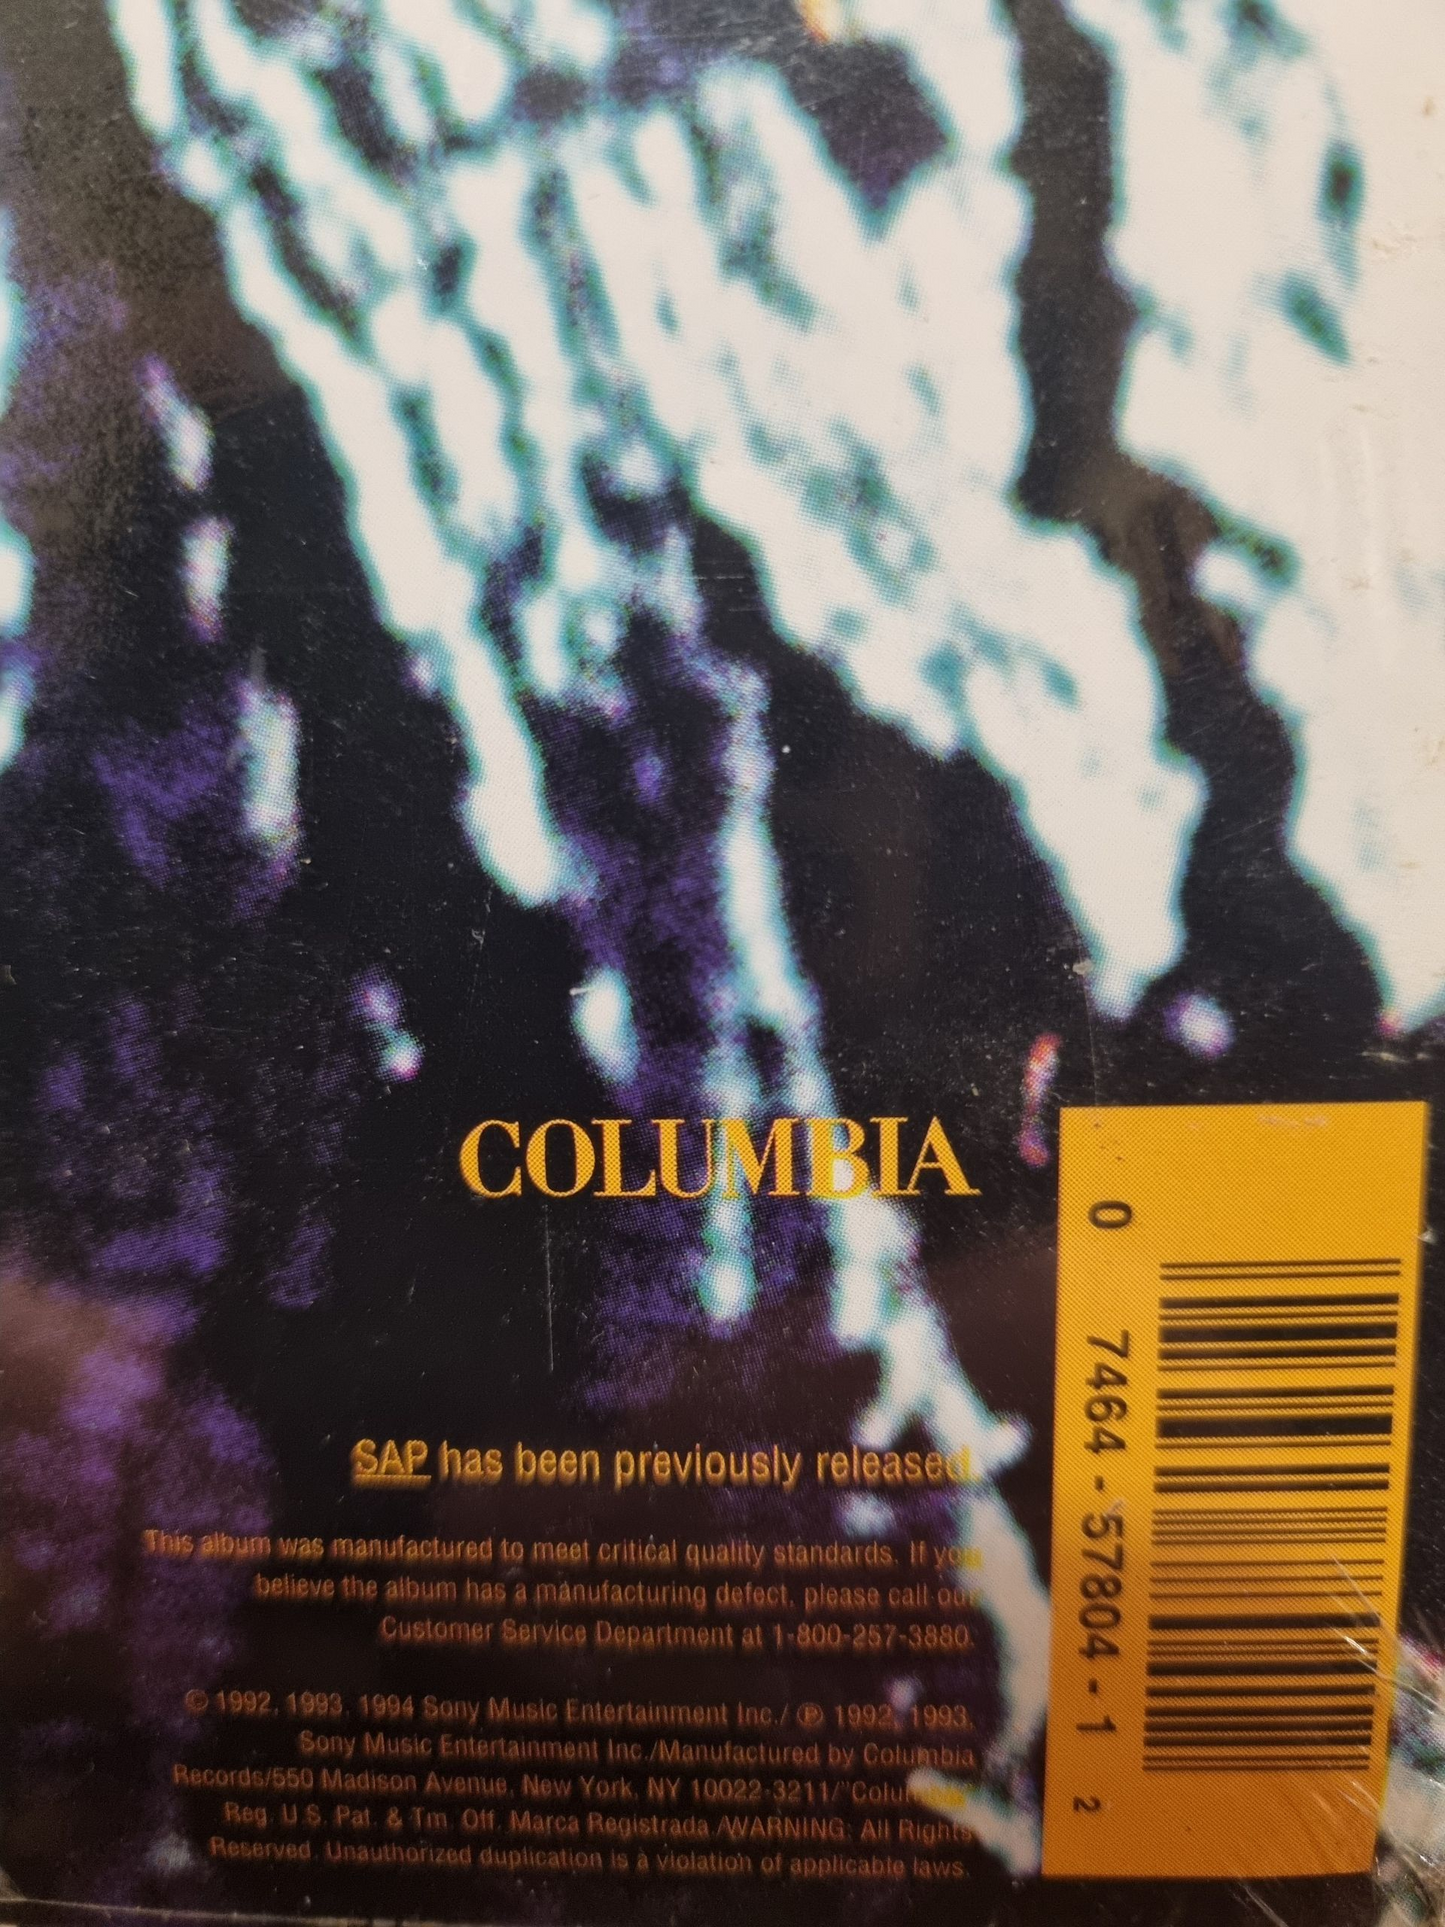 COLUMBIA
SAP has been previously released.
This album was manufactured to meet critical quality standards. If you
believe the album has a manufacturing defect, please call our
Customer Service Department at 1-800-257-3880.
© 1992, 1993, 1994 Sony Music Entertainment Inc./ ℗ 1992, 1993,
Sony Music Entertainment Inc./Manufactured by Columbia
Records/550 Madison Avenue, New York, NY 10022-3211/"Columbia"
Reg. U.S. Pat. & Tm. Off. Marca Registrada./WARNING: All Rights
Reserved. Unauthorized duplication is a violation of applicable laws.
0 7464-57804-1 2